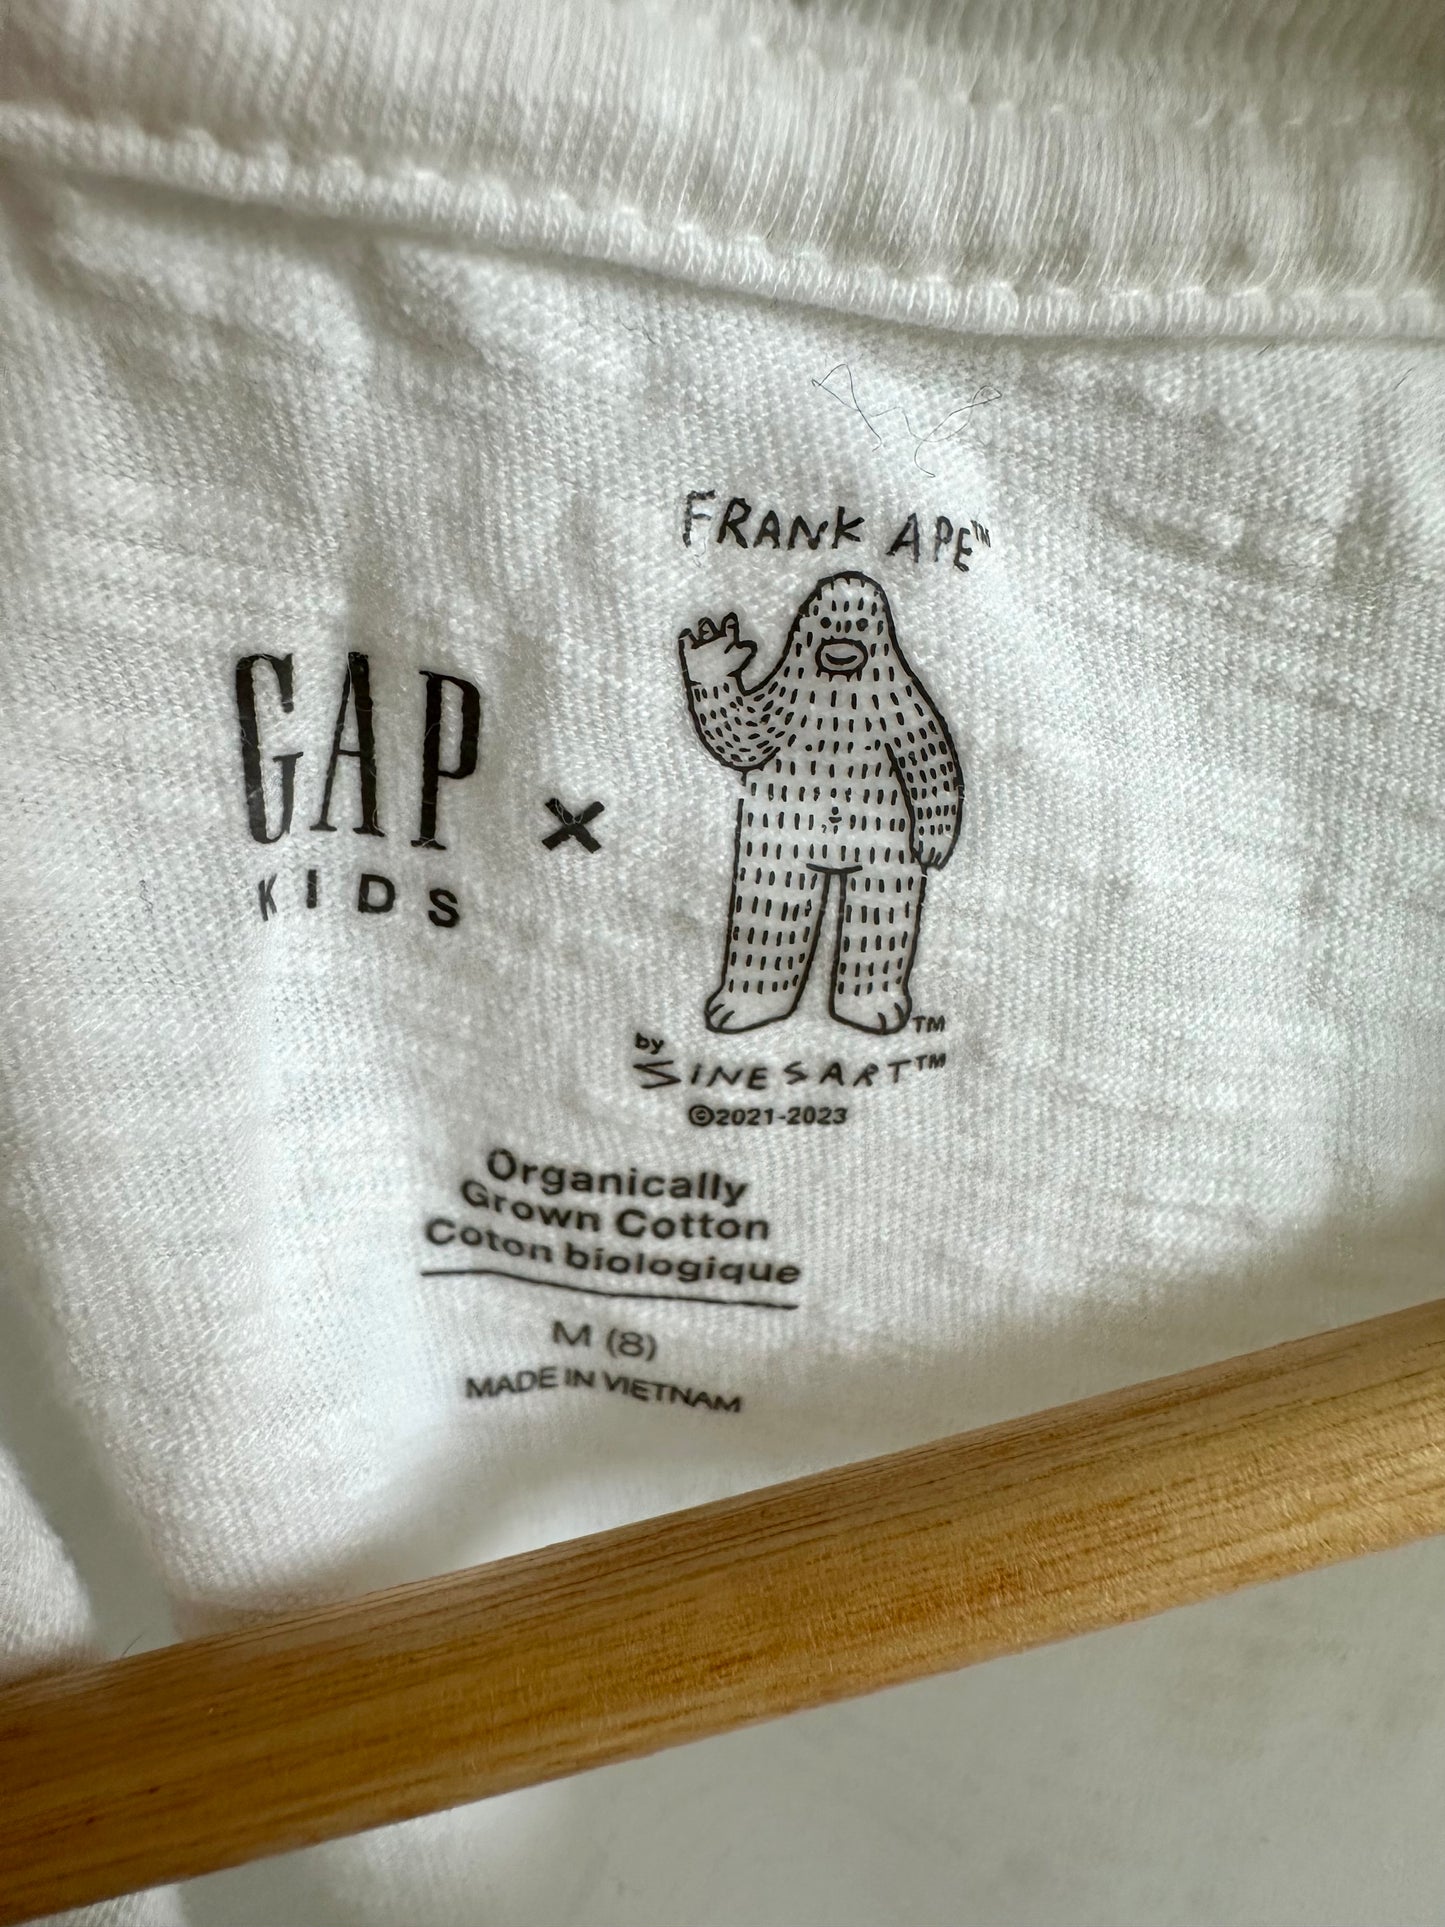 FRANK APE™
GAP
KIDS
×
TM
by
SINESART™
©2021-2023
Organically
Grown Cotton
Coton biologique
M (8)
MADE IN VIETNAM